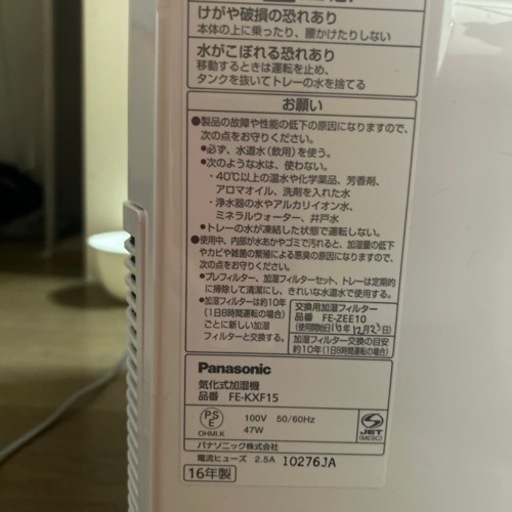 けがや破損の恐れあり
本体の上に乗ったり、腰かけたりしない
水がこぼれる恐れあり
移動するときは運転を止め、
タンクを抜いてトレーの水を捨てる
お願い
●製品の故障や性能の低下の原因になりますので、
次の点をお守りください。
●必ず、水道水(飲用)を使う。
●次のような水は、使わない。
・40℃以上の温水や化学薬品、芳香剤、
アロマオイル、洗剤を入れた水
・浄水器の水やアルカリイオン水、
ミネラルウォーター、井戸水
●トレーの水が凍結した状態で運転しない。
●使用中、内部が水あかやゴミで汚れると、加湿量の低下
やカビや雑菌の繁殖による悪臭の原因になりますので、
次の点をお守りください。
●プレフィルター、加湿フィルターセット、トレーは定期的
に掃除して清潔にし、きれいな水道水で使用する。
●加湿フィルターは約10年
(1日8時間運転の場合)
ごとに新しい加湿
フィルターと交換する。
交換用加湿フィルター
品番 FE-ZEE10
(使用開始日
年12月23日)
加湿フィルター交換の目安
約10年(1日8時間運転の場合)
Panasonic
気化式加湿機
品番 FE-KXF15
PS
E
OHMI.K
100V 50/60Hz
47W
S
JET
(MESC)
パナソニック株式会社
電流ヒューズ 2.5A 10276JA
16年製